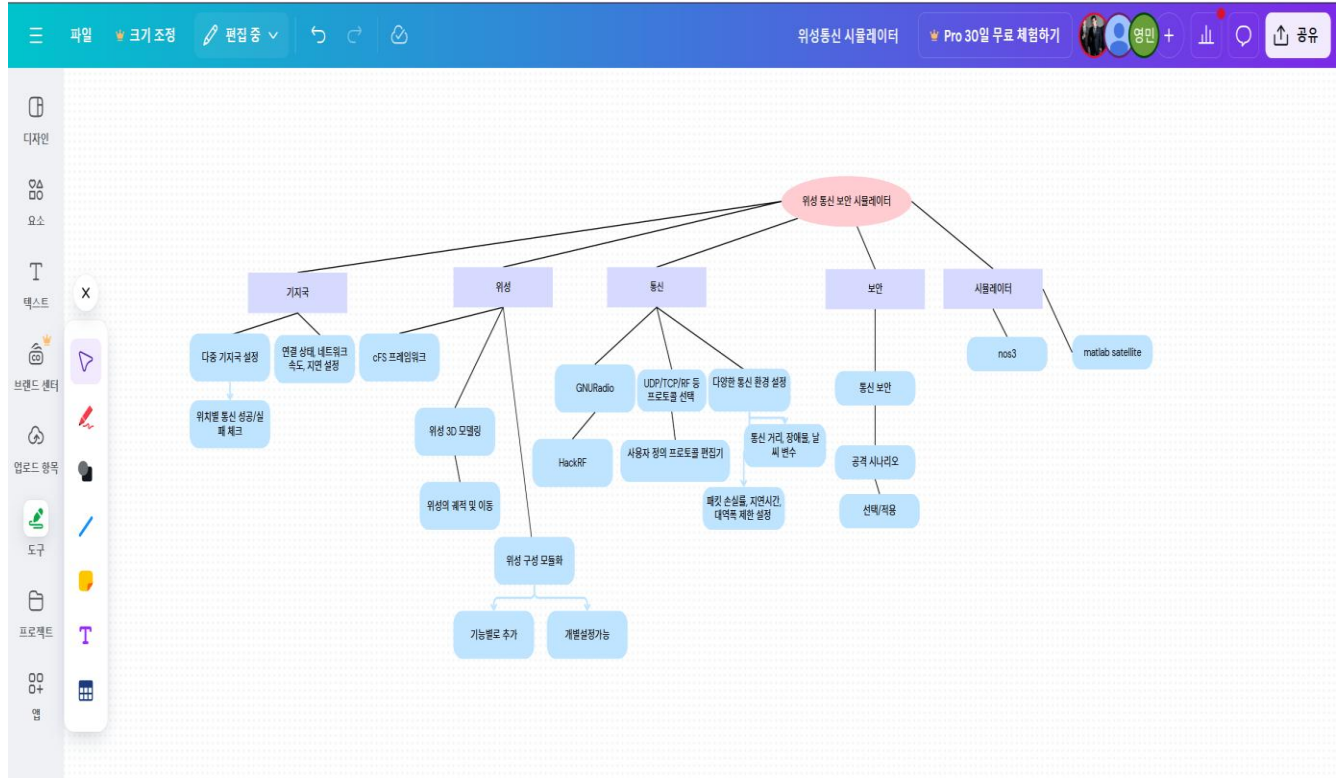 파일
크기 조정
편집 중
위성통신 시뮬레이터
Pro 30일 무료 체험하기
영민
+
공유
디자인
요소
텍스트
브랜드 센터
업로드 항목
도구
프로젝트
앱
X
위성 통신 보안 시뮬레이터
기지국
위성
통신
보안
시뮬레이터
다중 기지국 설정
연결 상태, 네트워크
속도, 지연 설정
cFS 프레임워크
GNURadio
UDP/TCP/RF 등
프로토콜 선택
다양한 통신 환경 설정
통신 보안
nos3
matlab satellite
위치별 통신 성공/실
패 체크
위성 3D 모델링
HackRF
사용자 정의 프로토콜 편집기
통신 거리, 장애물, 날
씨 변수
공격 시나리오
위성의 궤적 및 이동
패킷 손실률, 지연시간,
대역폭 제한 설정
선택/적용
위성 구성 모듈화
기능별로 추가
개별설정가능